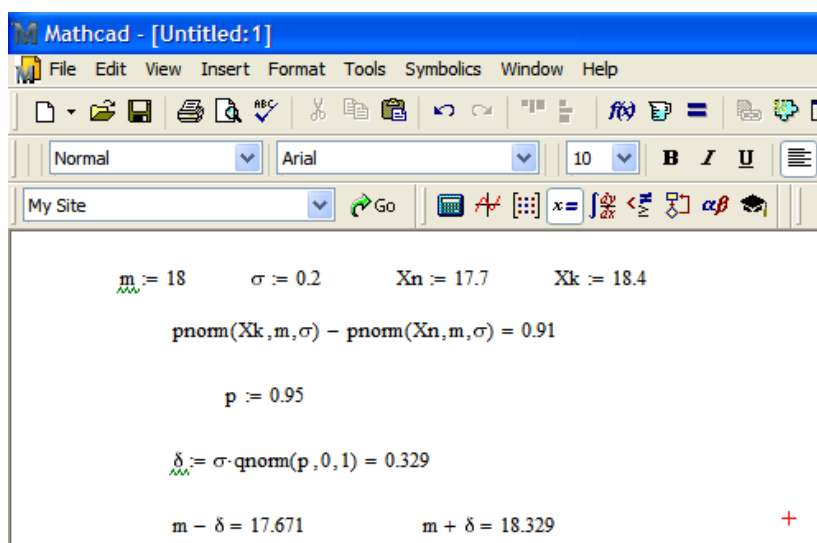 Mathcad - [Untitled:1]
File Edit View Insert Format Tools Symbolics Window Help
Normal Arial 10 B I U
My Site Go
m := 18 σ := 0.2 Xn := 17.7 Xk := 18.4
pnorm(Xk,m,σ) − pnorm(Xn,m,σ) = 0.91
p := 0.95
δ := σ·qnorm(p,0,1) = 0.329
m − δ = 17.671 m + δ = 18.329